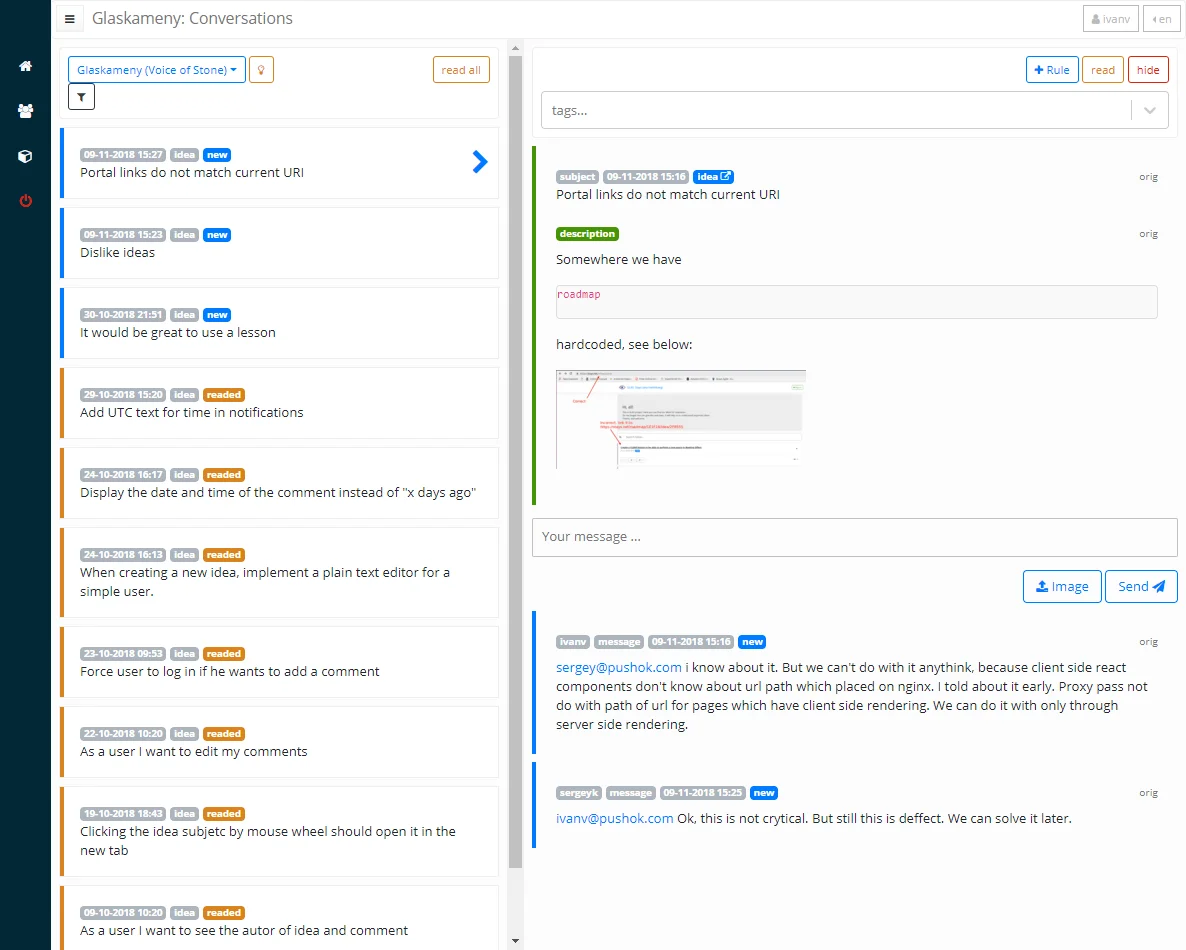 Glaskameny: Conversations
ivanv
en
Glaskameny (Voice of Stone)
read all
09-11-2018 15:27 idea new
Portal links do not match current URI
09-11-2018 15:23 idea new
Dislike ideas
30-10-2018 21:51 idea new
It would be great to use a lesson
29-10-2018 15:20 idea readed
Add UTC text for time in notifications
24-10-2018 16:17 idea readed
Display the date and time of the comment instead of "x days ago"
24-10-2018 16:13 idea readed
When creating a new idea, implement a plain text editor for a
simple user.
23-10-2018 09:53 idea readed
Force user to log in if he wants to add a comment
22-10-2018 10:20 idea readed
As a user I want to edit my comments
19-10-2018 18:43 idea readed
Clicking the idea subjetc by mouse wheel should open it in the
new tab
09-10-2018 10:20 idea readed
As a user I want to see the autor of idea and comment
+ Rule
read
hide
tags...
subject 09-11-2018 15:16 idea
orig
Portal links do not match current URI
description
orig
Somewhere we have
roadmap
hardcoded, see below:
Your message ...
Image
Send
ivanv message 09-11-2018 15:16 new
orig
sergey@pushok.com i know about it. But we can't do with it anythink, because client side react
components don't know about url path which placed on nginx. I told about it early. Proxy pass not
do with path of url for pages which have client side rendering. We can do it with only through
server side rendering.
sergeyk message 09-11-2018 15:25 new
orig
ivanv@pushok.com Ok, this is not crytical. But still this is deffect. We can solve it later.